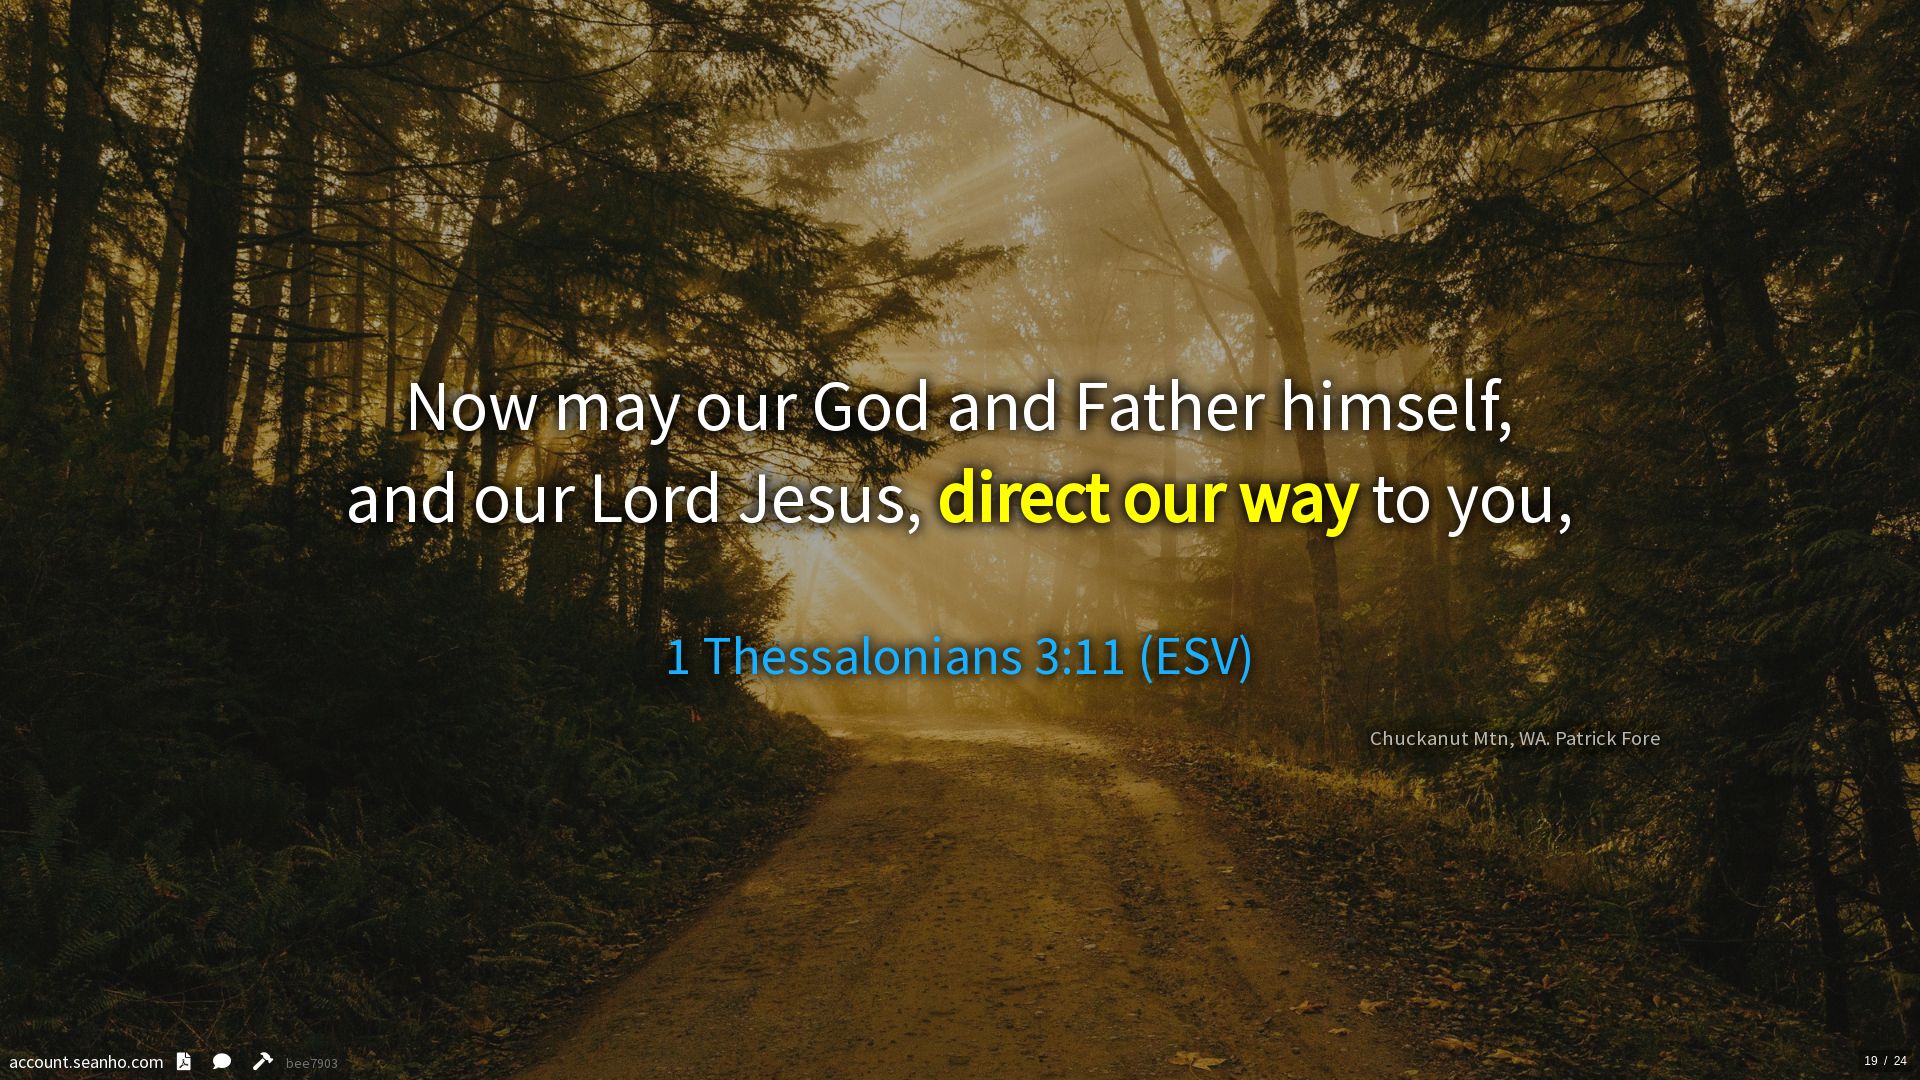 Now may our God and Father himself,
and our Lord Jesus, direct our way to you,
1 Thessalonians 3:11 (ESV)
Chuckanut Mtn, WA. Patrick Fore
account.seanho.com bee7903
19 / 24